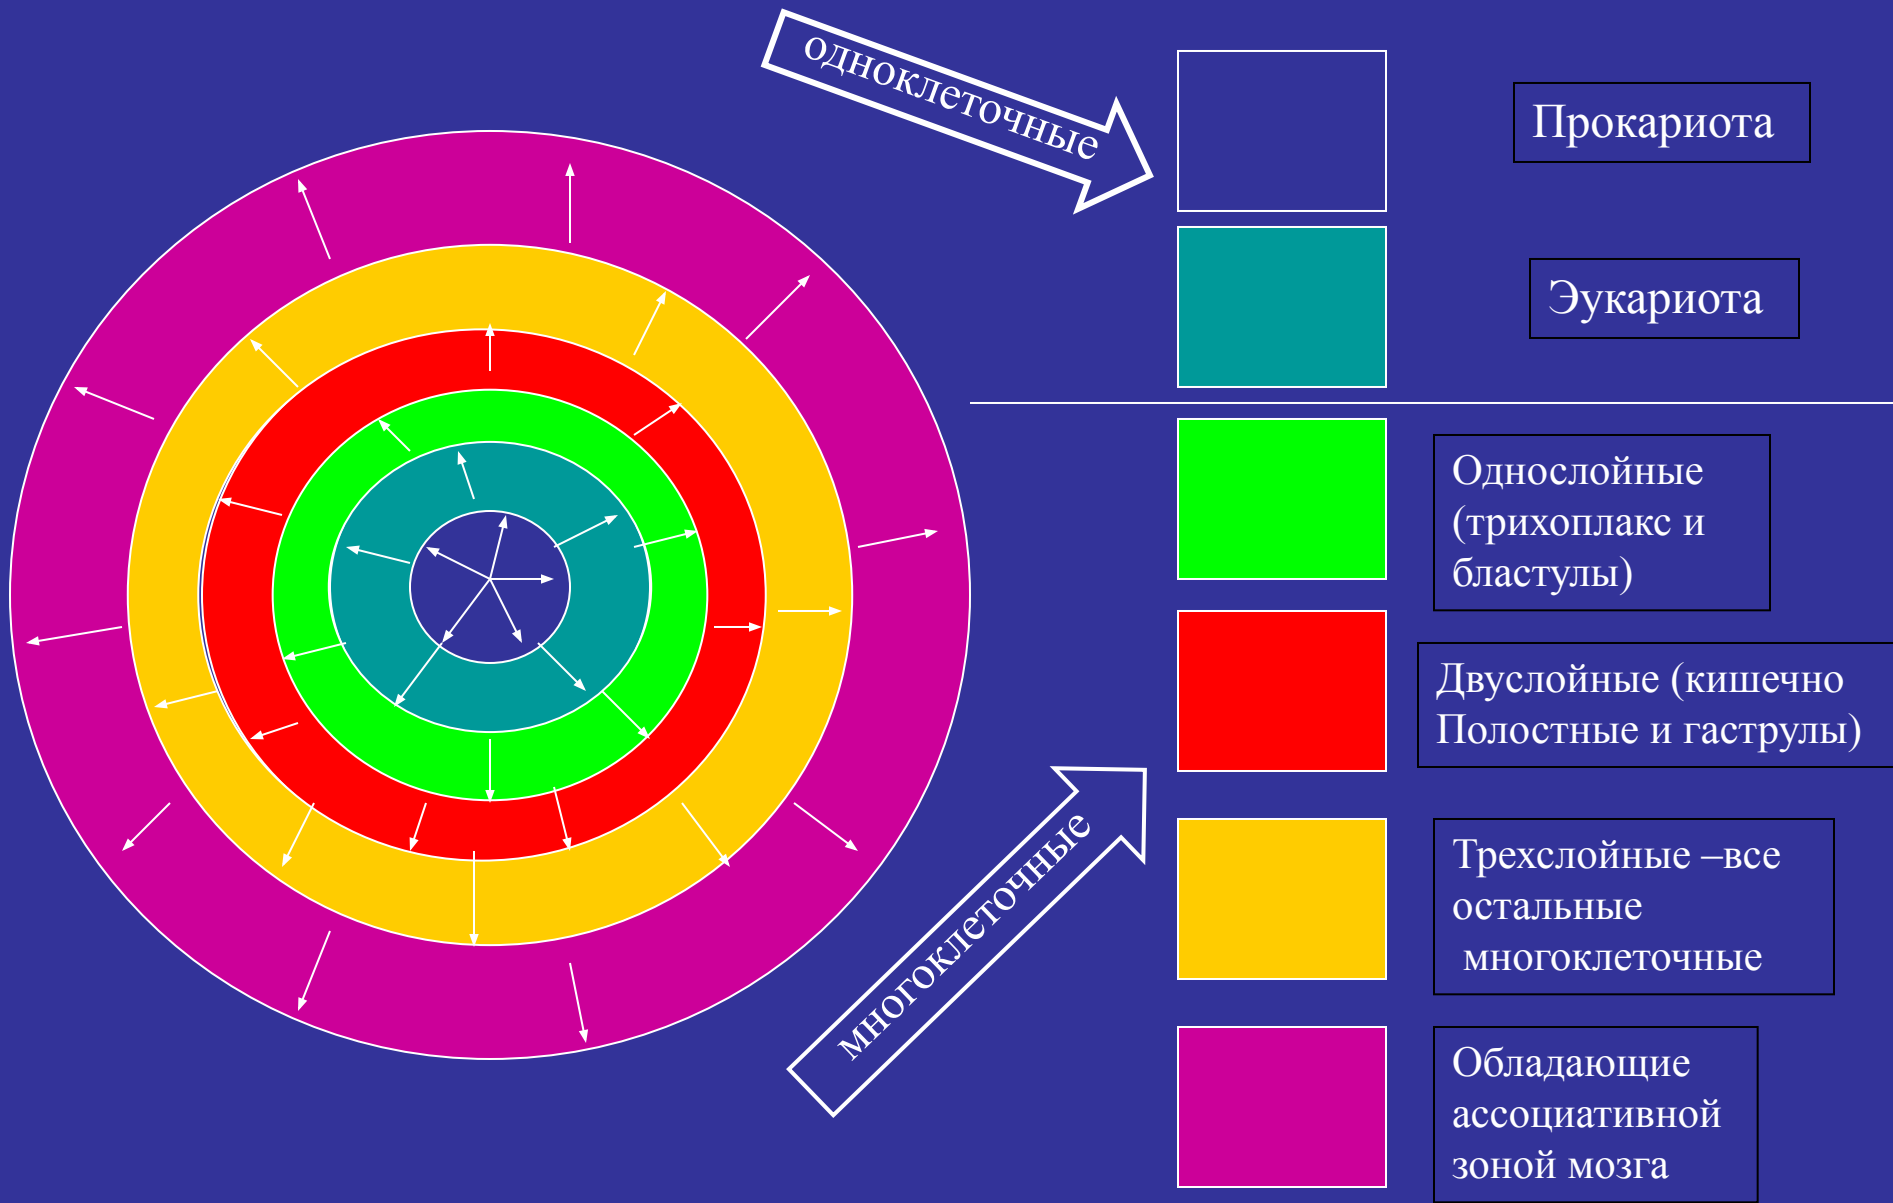 одноклеточные
Прокариота
Эукариота
Однослойные
(трихоплакс и
бластулы)
Двуслойные (кишечно
Полостные и гаструлы)
многоклеточные
Трехслойные –все
остальные
многоклеточные
Обладающие
ассоциативной
зоной мозга